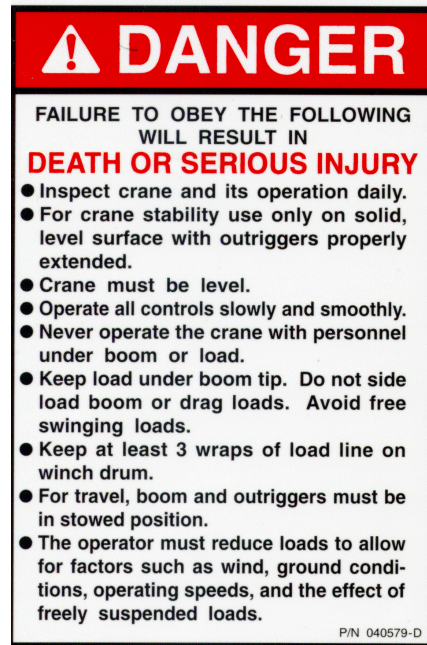 DANGER
FAILURE TO OBEY THE FOLLOWING
WILL RESULT IN
DEATH OR SERIOUS INJURY
● Inspect crane and its operation daily.
● For crane stability use only on solid,
level surface with outriggers properly
extended.
● Crane must be level.
● Operate all controls slowly and smoothly.
● Never operate the crane with personnel
under boom or load.
● Keep load under boom tip. Do not side
load boom or drag loads. Avoid free
swinging loads.
● Keep at least 3 wraps of load line on
winch drum.
● For travel, boom and outriggers must be
in stowed position.
● The operator must reduce loads to allow
for factors such as wind, ground condi-
tions, operating speeds, and the effect of
freely suspended loads.
P/N 040579-D